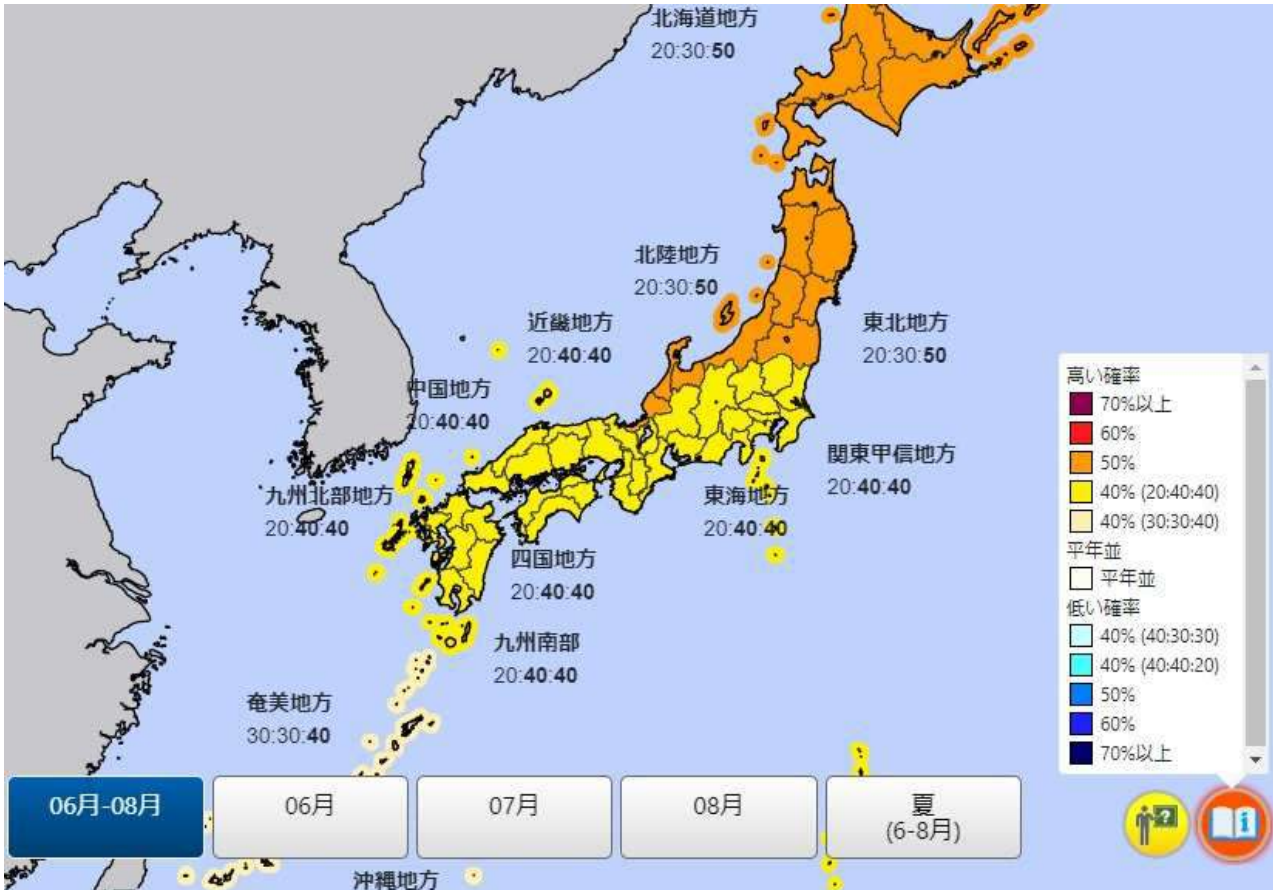 北海道地方
20:30:50
北陸地方
20:30:50
近畿地方
20:40:40
東北地方
20:30:50
中国地方
20:40:40
関東甲信地方
20:40:40
九州北部地方
20:40:40
東海地方
20:40:40
四国地方
20:40:40
九州南部
20:40:40
奄美地方
30:30:40
沖縄地方
高い確率
70%以上
60%
50%
40% (20:40:40)
40% (30:30:40)
平年並
平年並
低い確率
40% (40:30:30)
40% (40:40:20)
50%
60%
70%以上
06月-08月
06月
07月
08月
夏
(6-8月)
?
i